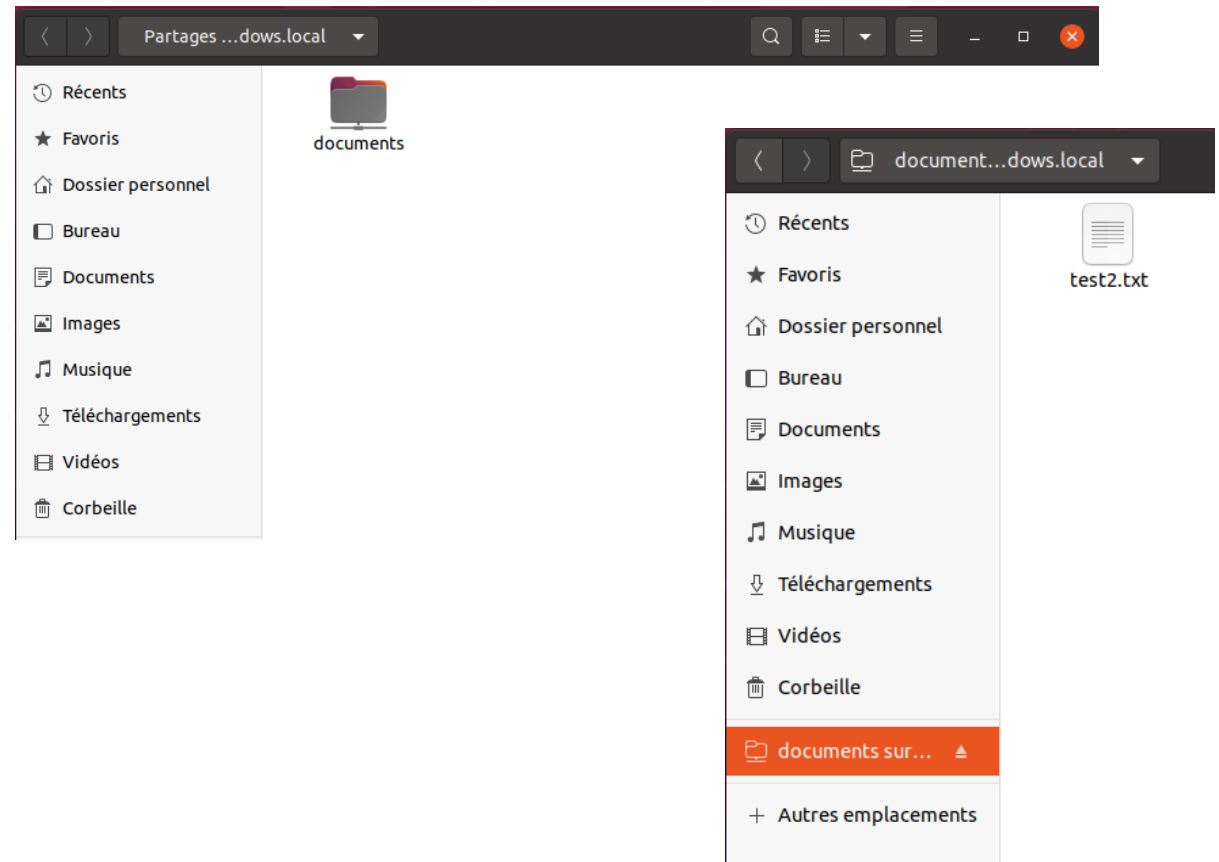 Partages …dows.local
Récents
Favoris
Dossier personnel
Bureau
Documents
Images
Musique
Téléchargements
Vidéos
Corbeille
documents
document…dows.local
Récents
Favoris
Dossier personnel
Bureau
Documents
Images
Musique
Téléchargements
Vidéos
Corbeille
documents sur…
Autres emplacements
test2.txt